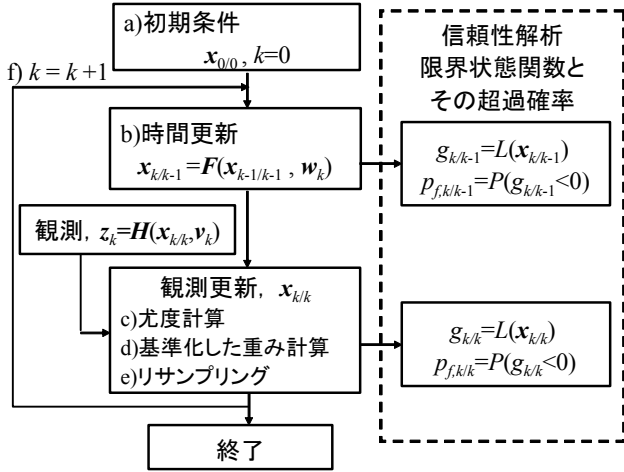 a)初期条件
x0/0 , k=0
f) k = k +1
b)時間更新
xk/k-1 =F(xk-1/k-1 , wk)
観測, zk=H(xk/k,vk)
観測更新, xk/k
c)尤度計算
d)基準化した重み計算
e)リサンプリング
終了
信頼性解析
限界状態関数と
その超過確率
gk/k-1=L(xk/k-1)
pf,k/k-1=P(gk/k-1<0)
gk/k=L(xk/k)
pf,k/k=P(gk/k<0)